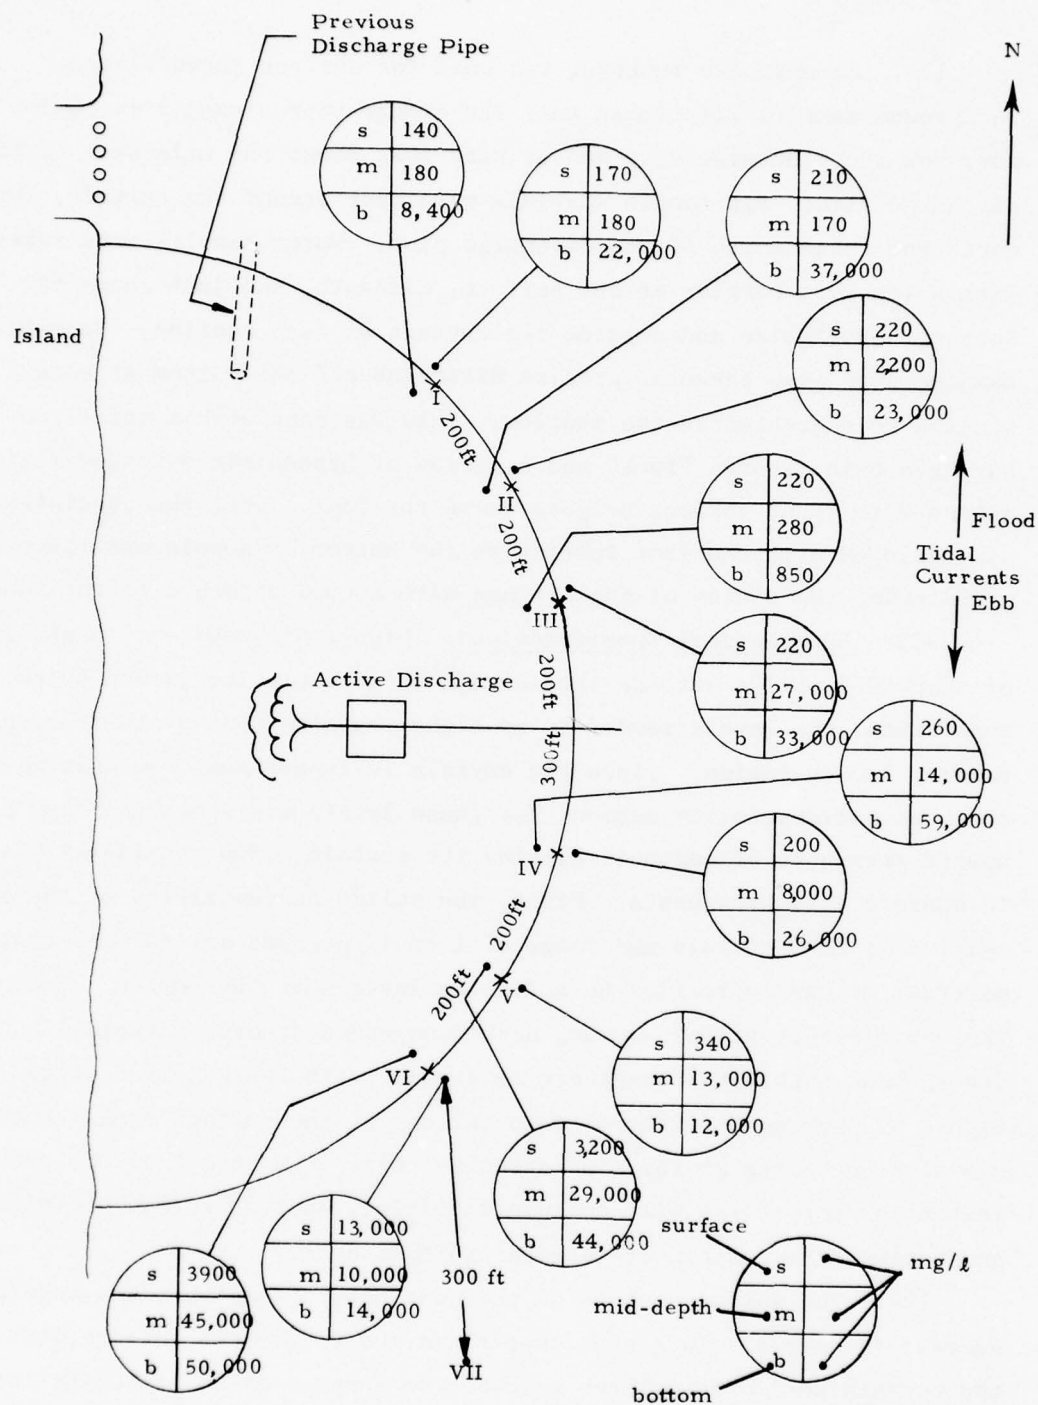 Previous
Discharge Pipe
N
s 140
m 180
b 8,400
s 170
m 180
b 22,000
s 210
m 170
b 37,000
Island
s 220
m 2,200
b 23,000
I
200ft
II
s 220
m 280
b 850
Flood
Tidal
Currents
Ebb
200ft
III
s 220
m 27,000
b 33,000
200ft
Active Discharge
300ft
s 260
m 14,000
b 59,000
IV
s 200
m 8,000
b 26,000
200ft
V
200ft
s 340
m 13,000
b 12,000
VI
s 3,200
m 29,000
b 44,000
s 13,000
m 10,000
b 14,000
s 3900
m 45,000
b 50,000
300 ft
VII
surface
s
mg/ℓ
mid-depth
m
b
bottom